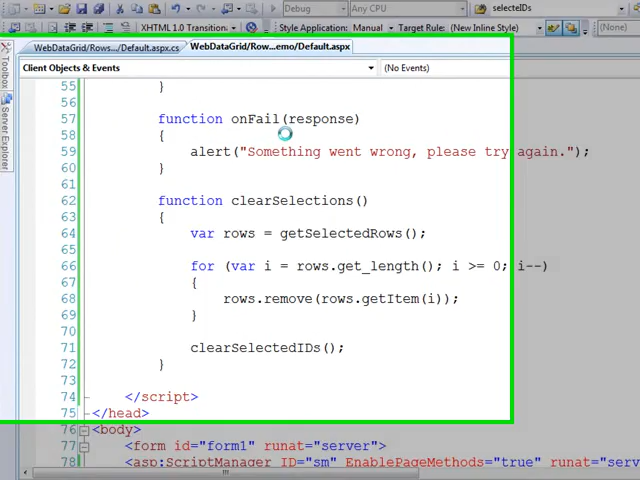 Debug
Any CPU
selecteIDs
XHTML 1.0 Transition
Style Application: Manual
Target Rule: (New Inline Style)
(None)
WebDataGrid/Rows.../Default.aspx.cs
WebDataGrid/Row...emo/Default.aspx
Toolbox
Server Explorer
Client Objects & Events
(No Events)
55 }
56
57 function onFail(response)
58 {
59 alert("Something went wrong, please try again.");
60 }
61
62 function clearSelections()
63 {
64 var rows = getSelectedRows();
65
66 for (var i = rows.get_length(); i >= 0; i--)
67 {
68 rows.remove(rows.getItem(i));
69 }
70
71 clearSelectedIDs();
72 }
73
74 </script>
75 </head>
76 <body>
77 <form id="form1" runat="server">
78 <asp:ScriptManager ID="sm" EnablePageMethods="true" runat="serv